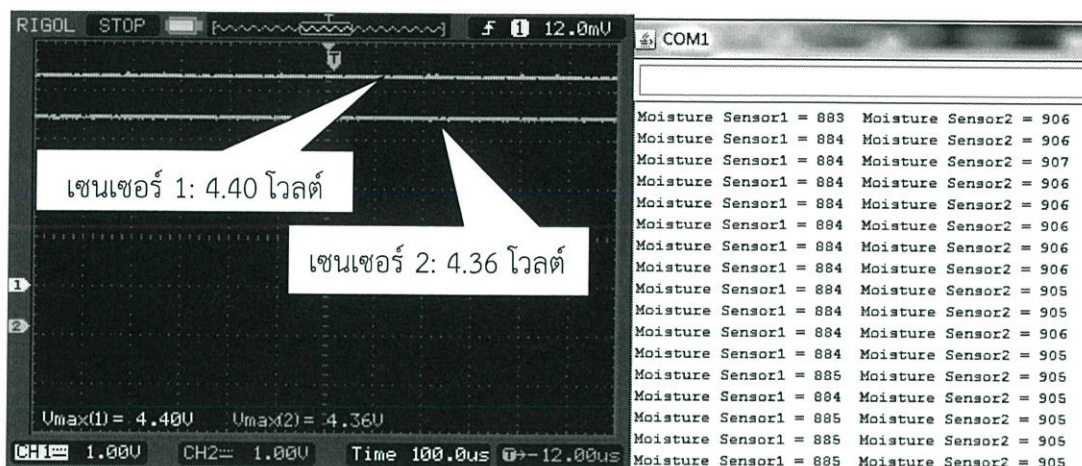 RIGOL STOP 1 12.0mV
T
เซนเซอร์ 1: 4.40 โวลต์
เซนเซอร์ 2: 4.36 โวลต์
1
2
Vmax(1)= 4.40V Vmax(2)= 4.36V
CH1 1.00V CH2 1.00V Time 100.0us T→-12.00us
COM1
Moisture Sensor1 = 883 Moisture Sensor2 = 906
Moisture Sensor1 = 884 Moisture Sensor2 = 906
Moisture Sensor1 = 884 Moisture Sensor2 = 907
Moisture Sensor1 = 884 Moisture Sensor2 = 906
Moisture Sensor1 = 884 Moisture Sensor2 = 906
Moisture Sensor1 = 884 Moisture Sensor2 = 906
Moisture Sensor1 = 884 Moisture Sensor2 = 906
Moisture Sensor1 = 884 Moisture Sensor2 = 906
Moisture Sensor1 = 884 Moisture Sensor2 = 905
Moisture Sensor1 = 884 Moisture Sensor2 = 905
Moisture Sensor1 = 884 Moisture Sensor2 = 906
Moisture Sensor1 = 884 Moisture Sensor2 = 905
Moisture Sensor1 = 885 Moisture Sensor2 = 905
Moisture Sensor1 = 884 Moisture Sensor2 = 905
Moisture Sensor1 = 885 Moisture Sensor2 = 905
Moisture Sensor1 = 885 Moisture Sensor2 = 905
Moisture Sensor1 = 885 Moisture Sensor2 = 905